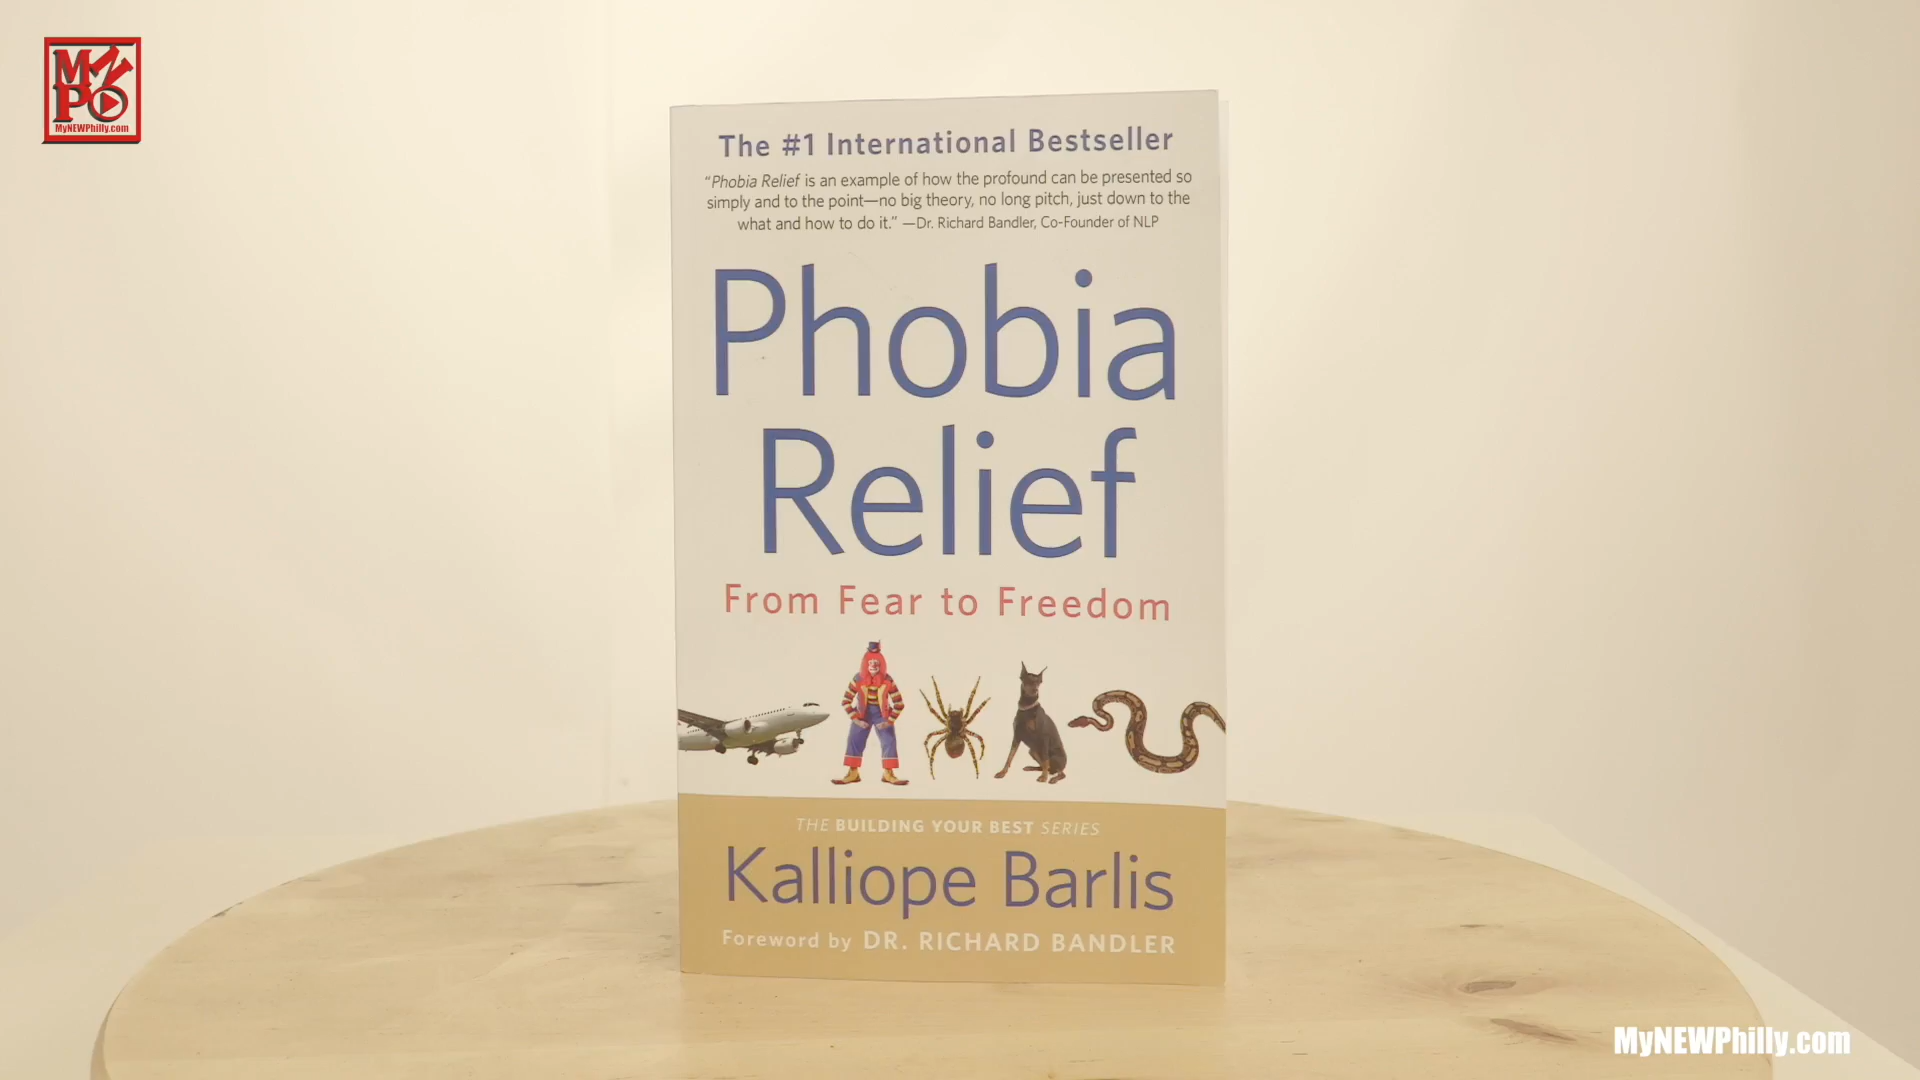 M N
PO
MyNEWPhilly.com
The #1 International Bestseller
“Phobia Relief is an example of how the profound can be presented so
simply and to the point—no big theory, no long pitch, just down to the
what and how to do it.” —Dr. Richard Bandler, Co-Founder of NLP
Phobia
Relief
From Fear to Freedom
THE BUILDING YOUR BEST SERIES
Kalliope Barlis
Foreword by DR. RICHARD BANDLER
MyNEWPhilly.com